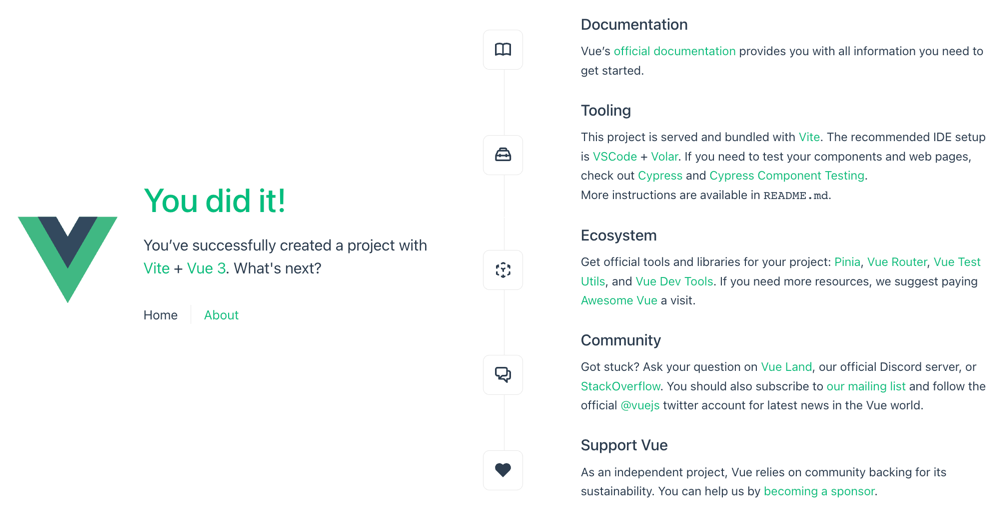 You did it!
You’ve successfully created a project with
Vite + Vue 3. What's next?
Home About
Documentation
Vue’s official documentation provides you with all information you need to
get started.
Tooling
This project is served and bundled with Vite. The recommended IDE setup
is VSCode + Volar. If you need to test your components and web pages,
check out Cypress and Cypress Component Testing.
More instructions are available in README.md.
Ecosystem
Get official tools and libraries for your project: Pinia, Vue Router, Vue Test
Utils, and Vue Dev Tools. If you need more resources, we suggest paying
Awesome Vue a visit.
Community
Got stuck? Ask your question on Vue Land, our official Discord server, or
StackOverflow. You should also subscribe to our mailing list and follow the
official @vuejs twitter account for latest news in the Vue world.
Support Vue
As an independent project, Vue relies on community backing for its
sustainability. You can help us by becoming a sponsor.